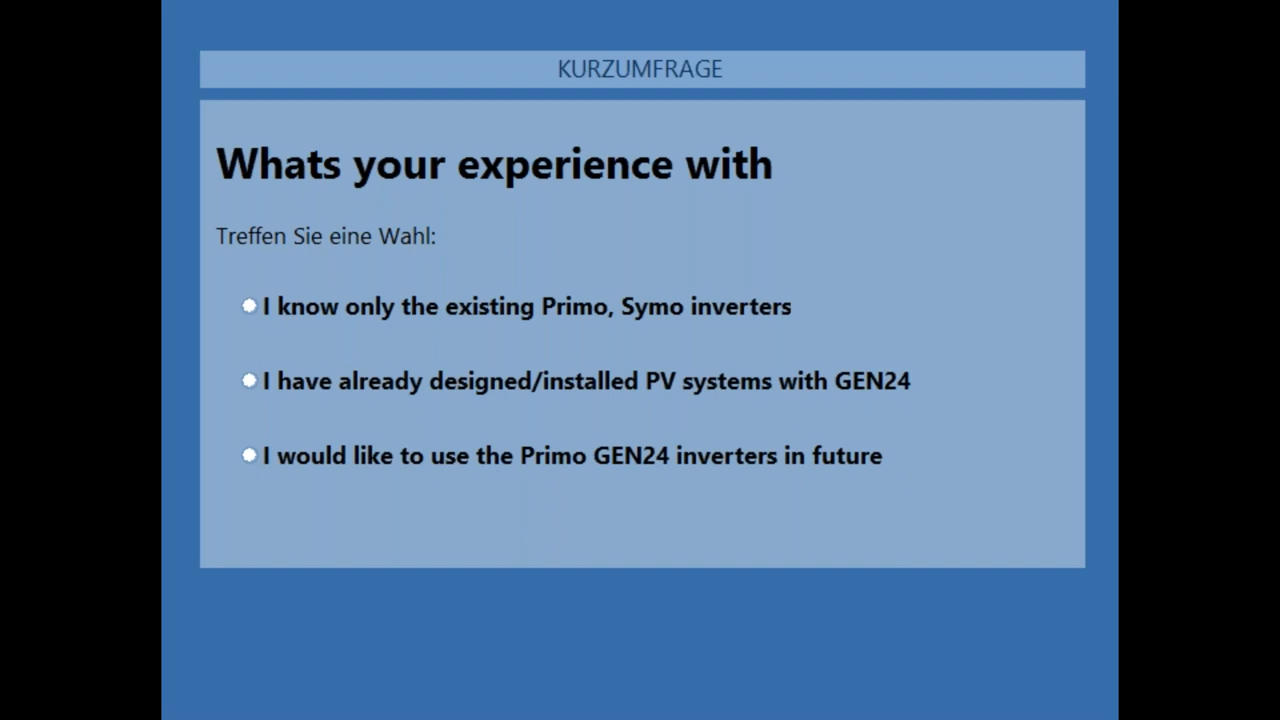 KURZUMFRAGE
Whats your experience with
Treffen Sie eine Wahl:
I know only the existing Primo, Symo inverters
I have already designed/installed PV systems with GEN24
I would like to use the Primo GEN24 inverters in future